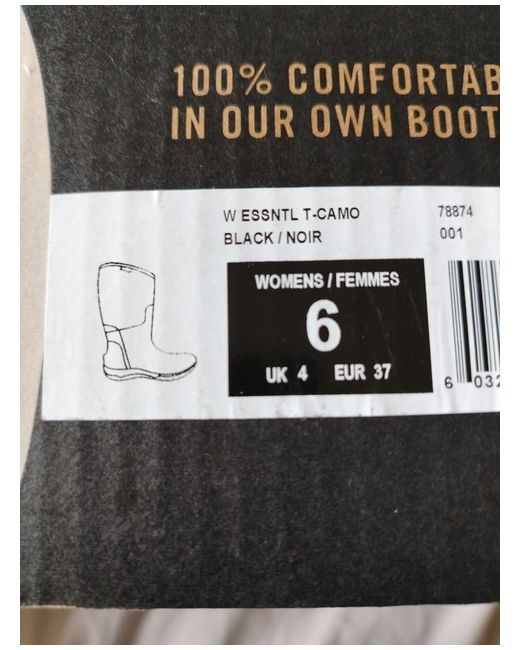 100% COMFORTAB
IN OUR OWN BOOT
W ESSNTL T-CAMO 78874
BLACK / NOIR 001
WOMENS / FEMMES
6
UK 4 EUR 37
6 032